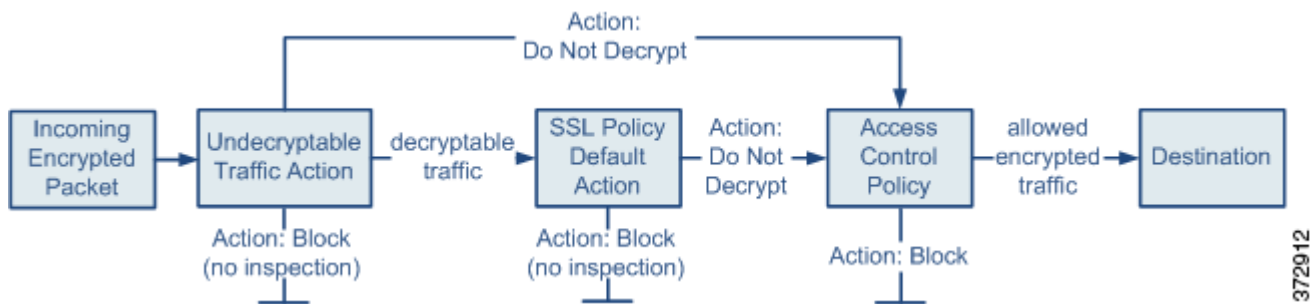 Action:
Do Not Decrypt
Incoming
Encrypted
Packet
Undecryptable
Traffic Action
decryptable
traffic
SSL Policy
Default
Action
Action:
Do Not
Decrypt
Access
Control
Policy
allowed
encrypted
traffic
Destination
Action: Block
(no inspection)
Action: Block
(no inspection)
Action: Block
372912